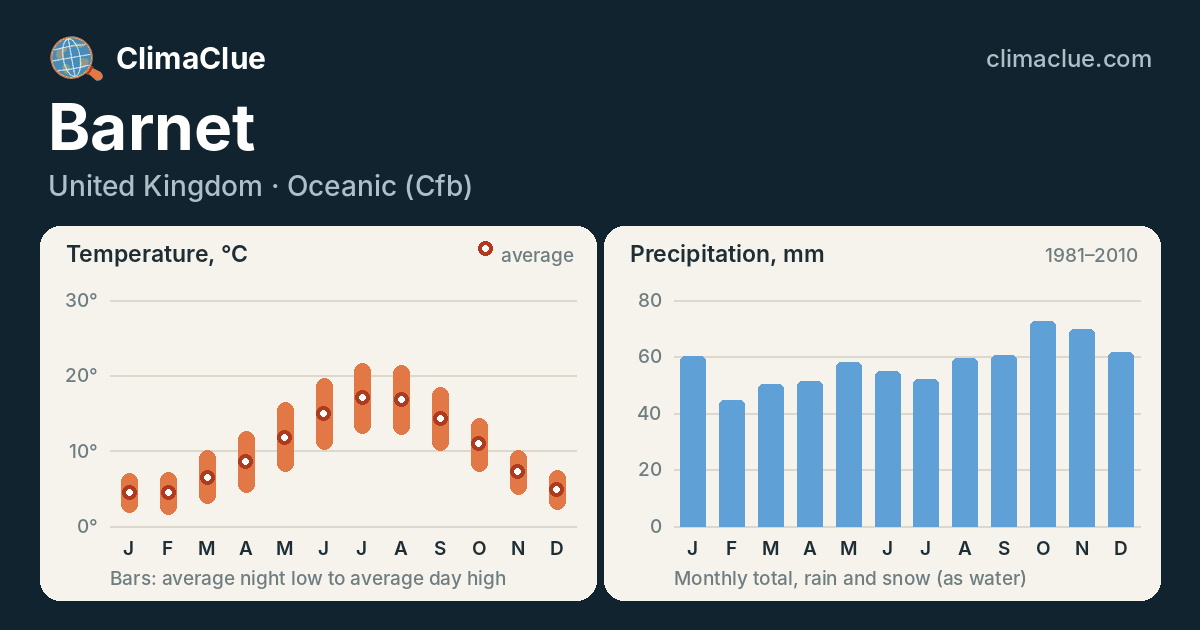 ClimaClue
climaclue.com
Barnet
United Kingdom · Oceanic (Cfb)
Temperature, °C
average
30°
20°
10°
0°
J F M A M J J A S O N D
Bars: average night low to average day high
Precipitation, mm
1981–2010
80
60
40
20
0
J F M A M J J A S O N D
Monthly total, rain and snow (as water)